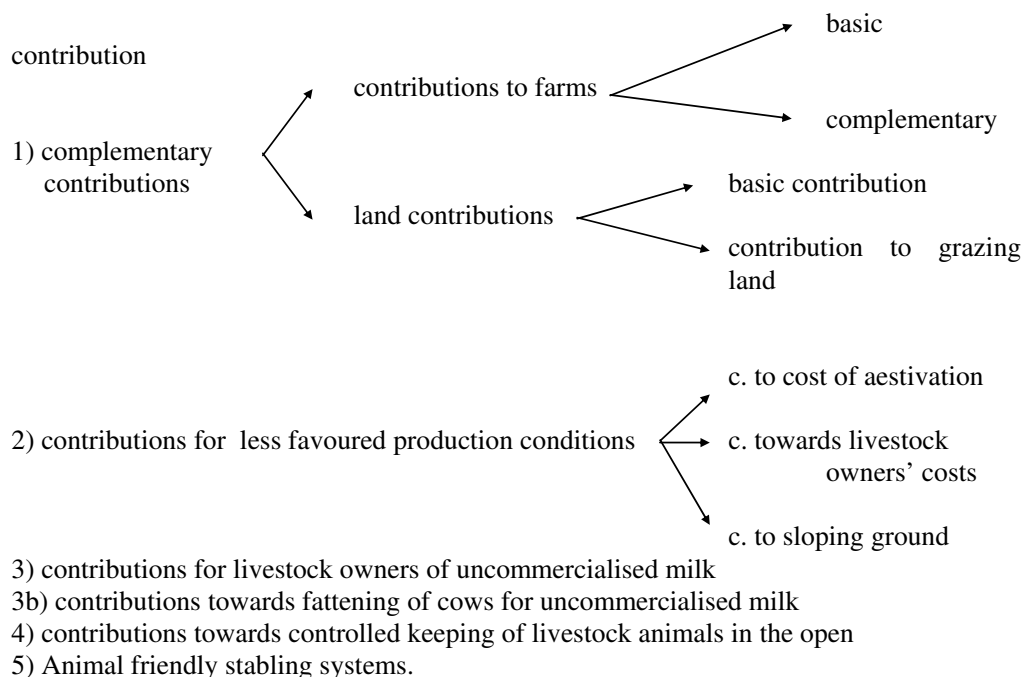 basic
contribution
contributions to farms
complementary
1) complementary
contributions
basic contribution
land contributions
contribution to grazing
land
c. to cost of aestivation
2) contributions for less favoured production conditions
c. towards livestock
owners’ costs
c. to sloping ground
3) contributions for livestock owners of uncommercialised milk
3b) contributions towards fattening of cows for uncommercialised milk
4) contributions towards controlled keeping of livestock animals in the open
5) Animal friendly stabling systems.